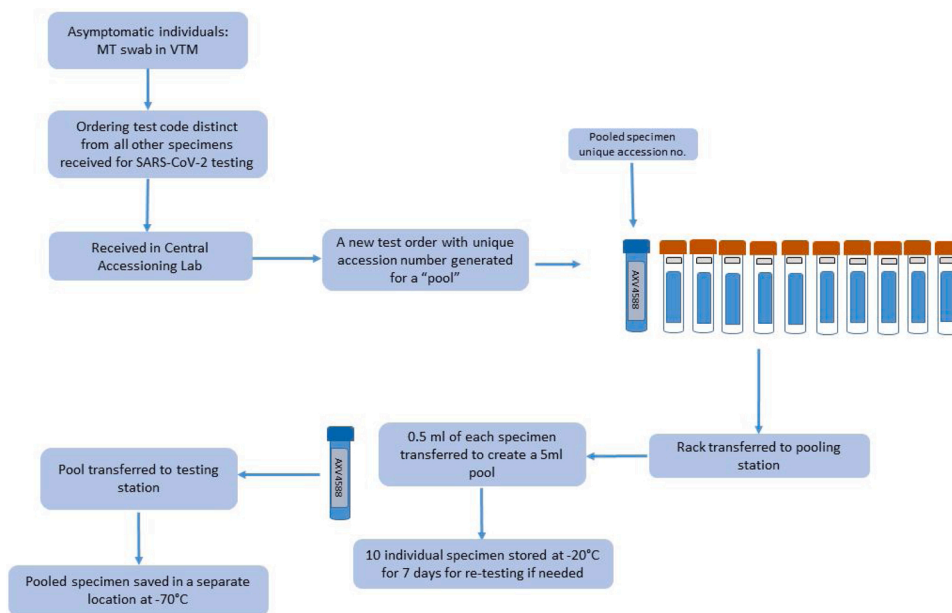 Asymptomatic individuals:
MT swab in VTM
Ordering test code distinct
from all other specimens
received for SARS-CoV-2 testing
Received in Central
Accessioning Lab
A new test order with unique
accession number generated
for a “pool”
Pooled specimen
unique accession no.
AXV4588
Rack transferred to pooling
station
0.5 ml of each specimen
transferred to create a 5ml
pool
10 individual specimen stored at -20°C
for 7 days for re-testing if needed
AXV4588
Pool transferred to testing
station
Pooled specimen saved in a separate
location at -70°C